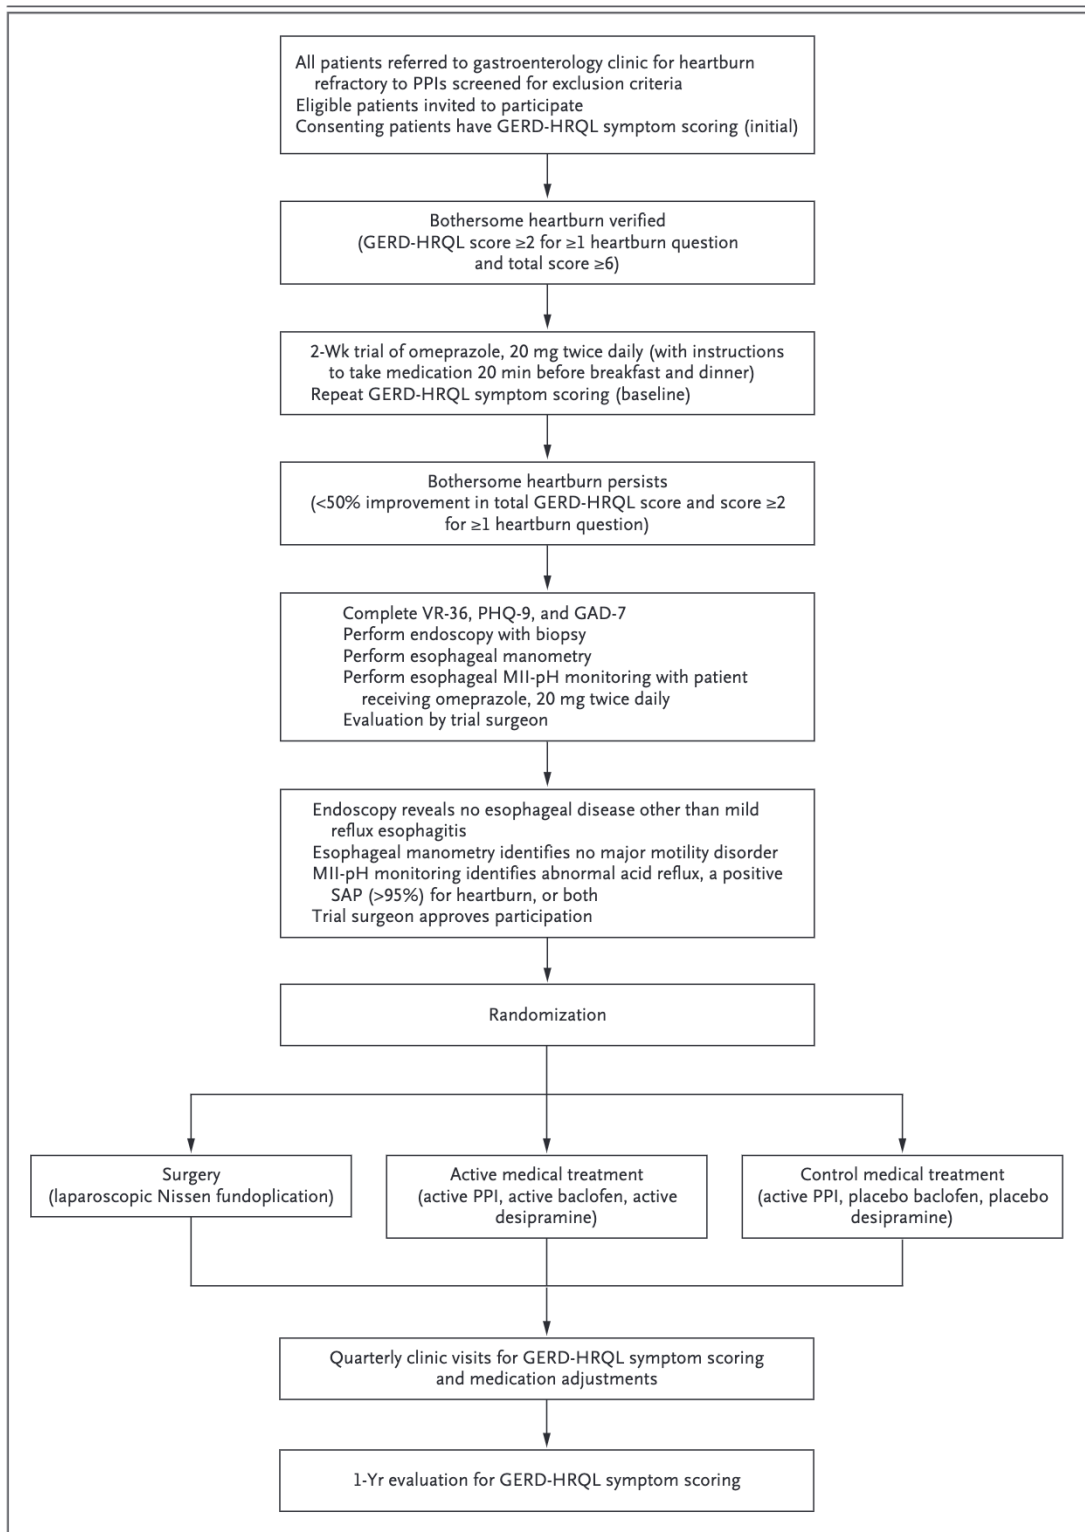 All patients referred to gastroenterology clinic for heartburn
refractory to PPIs screened for exclusion criteria
Eligible patients invited to participate
Consenting patients have GERD-HRQL symptom scoring (initial)
Bothersome heartburn verified
(GERD-HRQL score ≥2 for ≥1 heartburn question
and total score ≥6)
2-Wk trial of omeprazole, 20 mg twice daily (with instructions
to take medication 20 min before breakfast and dinner)
Repeat GERD-HRQL symptom scoring (baseline)
Bothersome heartburn persists
(<50% improvement in total GERD-HRQL score and score ≥2
for ≥1 heartburn question)
Complete VR-36, PHQ-9, and GAD-7
Perform endoscopy with biopsy
Perform esophageal manometry
Perform esophageal MII-pH monitoring with patient
receiving omeprazole, 20 mg twice daily
Evaluation by trial surgeon
Endoscopy reveals no esophageal disease other than mild
reflux esophagitis
Esophageal manometry identifies no major motility disorder
MII-pH monitoring identifies abnormal acid reflux, a positive
SAP (>95%) for heartburn, or both
Trial surgeon approves participation
Randomization
Surgery
(laparoscopic Nissen fundoplication)
Active medical treatment
(active PPI, active baclofen, active
desipramine)
Control medical treatment
(active PPI, placebo baclofen, placebo
desipramine)
Quarterly clinic visits for GERD-HRQL symptom scoring
and medication adjustments
1-Yr evaluation for GERD-HRQL symptom scoring